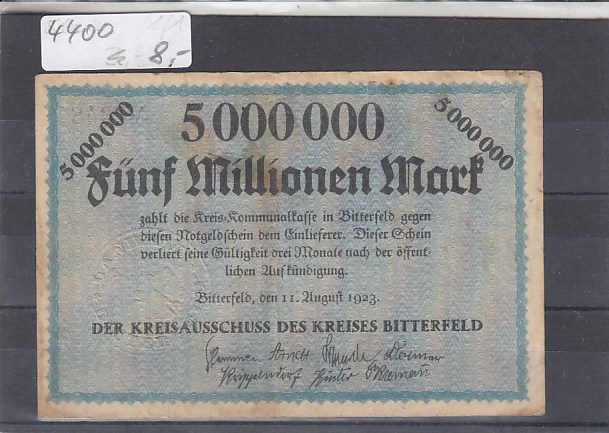 4400
8,-
5000000
5000000
5000000
Fünf Millionen Mark
zahlt die Kreis-Kommunalkasse in Bitterfeld gegen
diesen Notgeldschein dem Einlieferer. Dieser Schein
verliert seine Gültigkeit drei Monate nach der öffent-
lichen Aufkündigung.
Bitterfeld, den 11. August 1923.
DER KREISAUSSCHUSS DES KREISES BITTERFELD
Arndt
Krippendorf